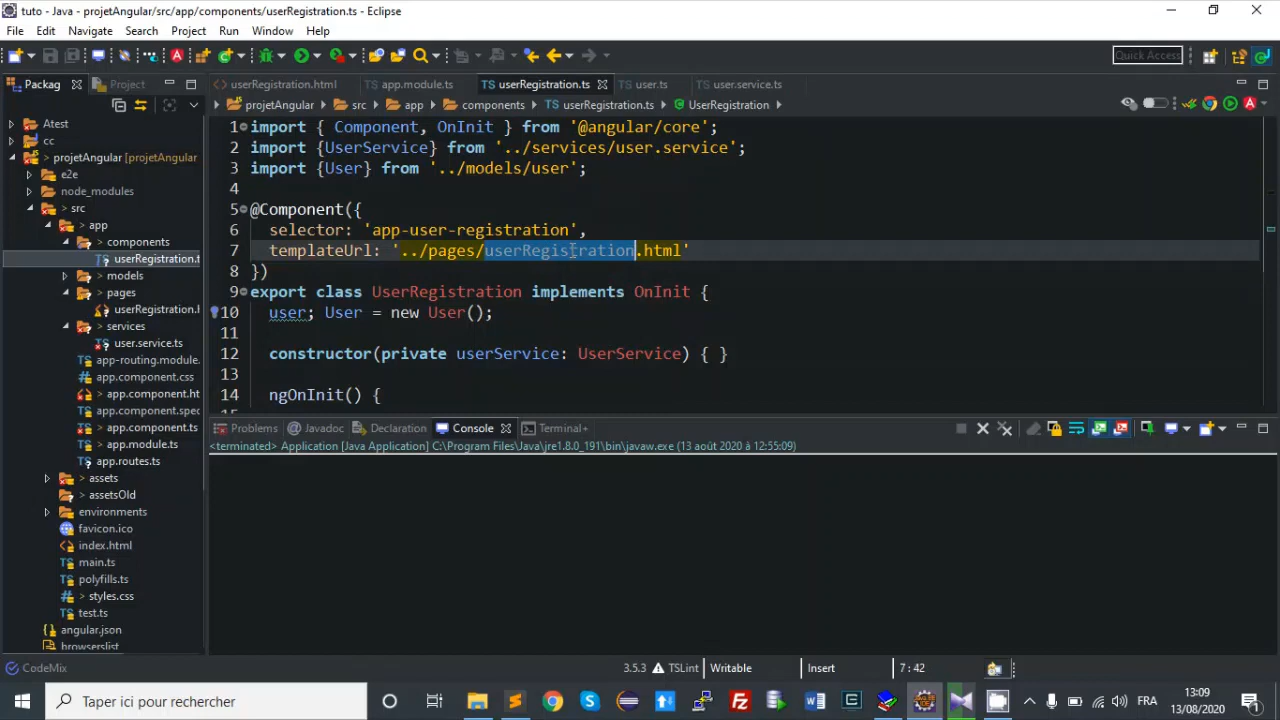 tuto - Java - projetAngular/src/app/components/userRegistration.ts - Eclipse
File Edit Navigate Search Project Run Window Help
Quick Access
Packag Project
userRegistration.html app.module.ts userRegistration.ts user.ts user.service.ts
projetAngular src app components userRegistration.ts UserRegistration
Atest
cc
projetAngular [projetAngular
e2e
node_modules
src
app
components
userRegistration.t
models
pages
userRegistration.l
services
user.service.ts
app-routing.module.
app.component.css
app.component.ht
app.component.spec
app.component.ts
app.module.ts
app.routes.ts
assets
assetsOld
environments
favicon.ico
index.html
main.ts
polyfills.ts
styles.css
test.ts
angular.json
browserslist
1 import { Component, OnInit } from '@angular/core';
2 import {UserService} from '../services/user.service';
3 import {User} from '../models/user';
4
5 @Component({
6 selector: 'app-user-registration',
7 templateUrl: '../pages/userRegistration.html'
8 })
9 export class UserRegistration implements OnInit {
10 user; User = new User();
11
12 constructor(private userService: UserService) { }
13
14 ngOnInit() {
15
Problems Javadoc Declaration Console Terminal+
<terminated> Application [Java Application] C:\Program Files\Java\jre1.8.0_191\bin\javaw.exe (13 août 2020 à 12:55:09)
CodeMix 3.5.3 TSLint Writable Insert 7 : 42
Taper ici pour rechercher
FRA
13:09
13/08/2020